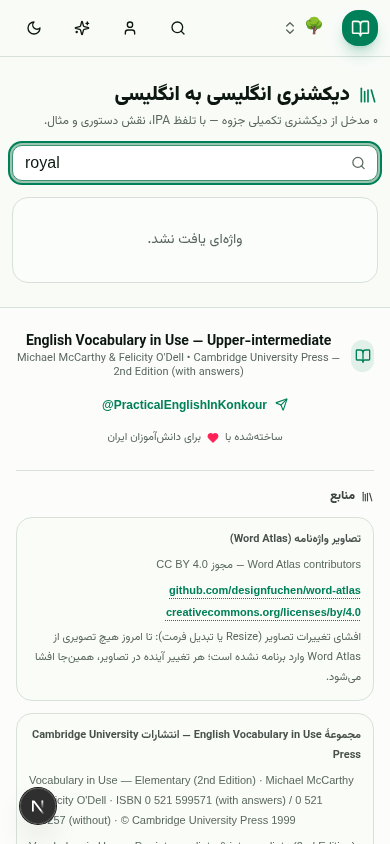 دیکشنری انگلیسی به انگلیسی
۰ مدخل از دیکشنری تکمیلی جزوه — با تلفظ IPA، نقش دستوری و مثال.
royal
واژه‌ای یافت نشد.
English Vocabulary in Use — Upper-intermediate
Michael McCarthy & Felicity O'Dell • Cambridge University Press —
2nd Edition (with answers)
@PracticalEnglishInKonkour
ساخته‌شده با ❤ برای دانش‌آموزان ایران
منابع
تصاویر واژه‌نامه (Word Atlas)
Word Atlas contributors — مجوز CC BY 4.0
github.com/designfuchen/word-atlas
creativecommons.org/licenses/by/4.0
افشای تغییرات تصاویر (Resize یا تبدیل فرمت): تا امروز هیچ تصویری از
Word Atlas وارد برنامه نشده است؛ هر تغییر آینده در تصاویر، همین‌جا افشا
می‌شود.
مجموعهٔ English Vocabulary in Use — انتشارات Cambridge University
Press
Vocabulary in Use — Elementary (2nd Edition) · Michael McCarthy
O'Dell · ISBN 0 521 599571 (with answers) / 0 521
(without) · © Cambridge University Press 1999
N